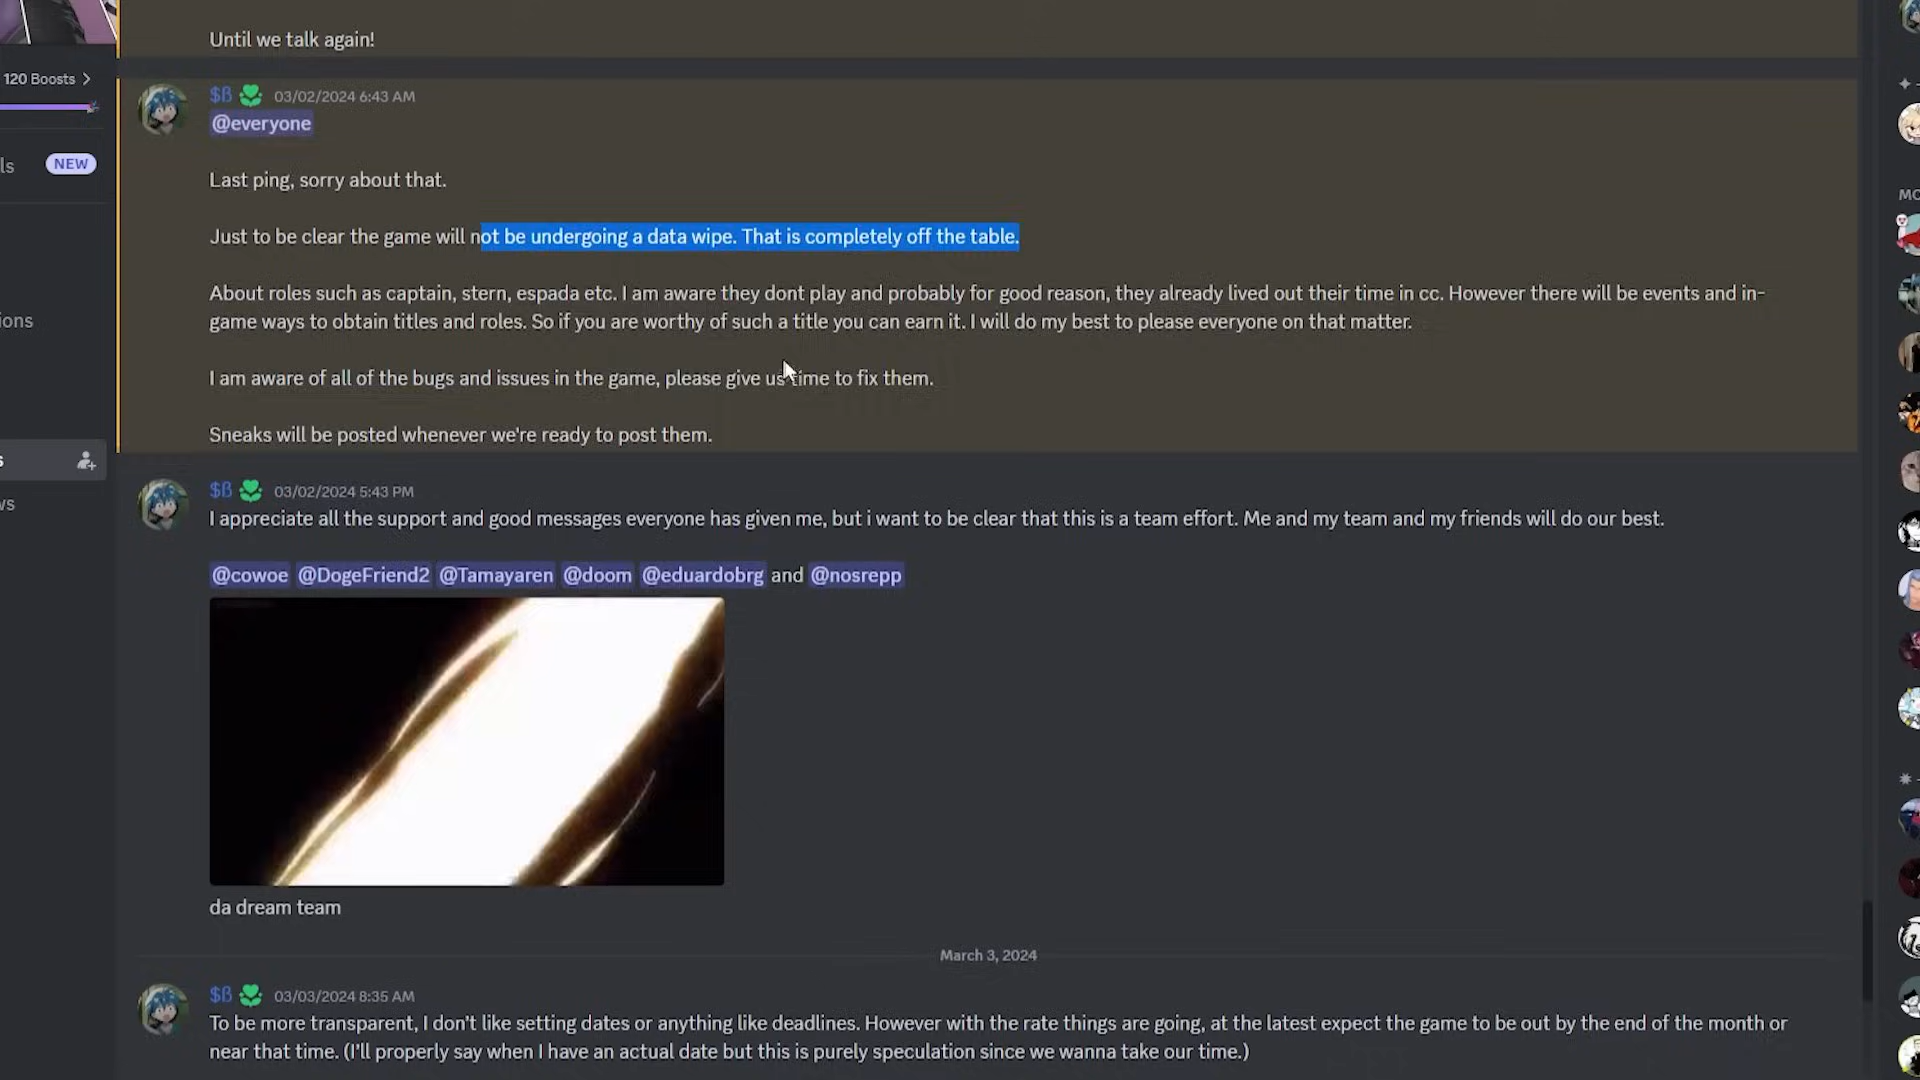 Until we talk again!
120 Boosts
$ß 03/02/2024 6:43 AM
@everyone
ls NEW
Last ping, sorry about that.
Just to be clear the game will not be undergoing a data wipe. That is completely off the table.
About roles such as captain, stern, espada etc. I am aware they dont play and probably for good reason, they already lived out their time in cc. However there will be events and in-
game ways to obtain titles and roles. So if you are worthy of such a title you can earn it. I will do my best to please everyone on that matter.
ions
I am aware of all of the bugs and issues in the game, please give us time to fix them.
Sneaks will be posted whenever we're ready to post them.
s
$ß 03/02/2024 5:43 PM
ws
I appreciate all the support and good messages everyone has given me, but i want to be clear that this is a team effort. Me and my team and my friends will do our best.
@cowoe @DogeFriend2 @Tamayaren @doom @eduardobrg and @nosrepp
da dream team
March 3, 2024
$ß 03/03/2024 8:35 AM
To be more transparent, I don't like setting dates or anything like deadlines. However with the rate things are going, at the latest expect the game to be out by the end of the month or
near that time. (I'll properly say when I have an actual date but this is purely speculation since we wanna take our time.)
MO